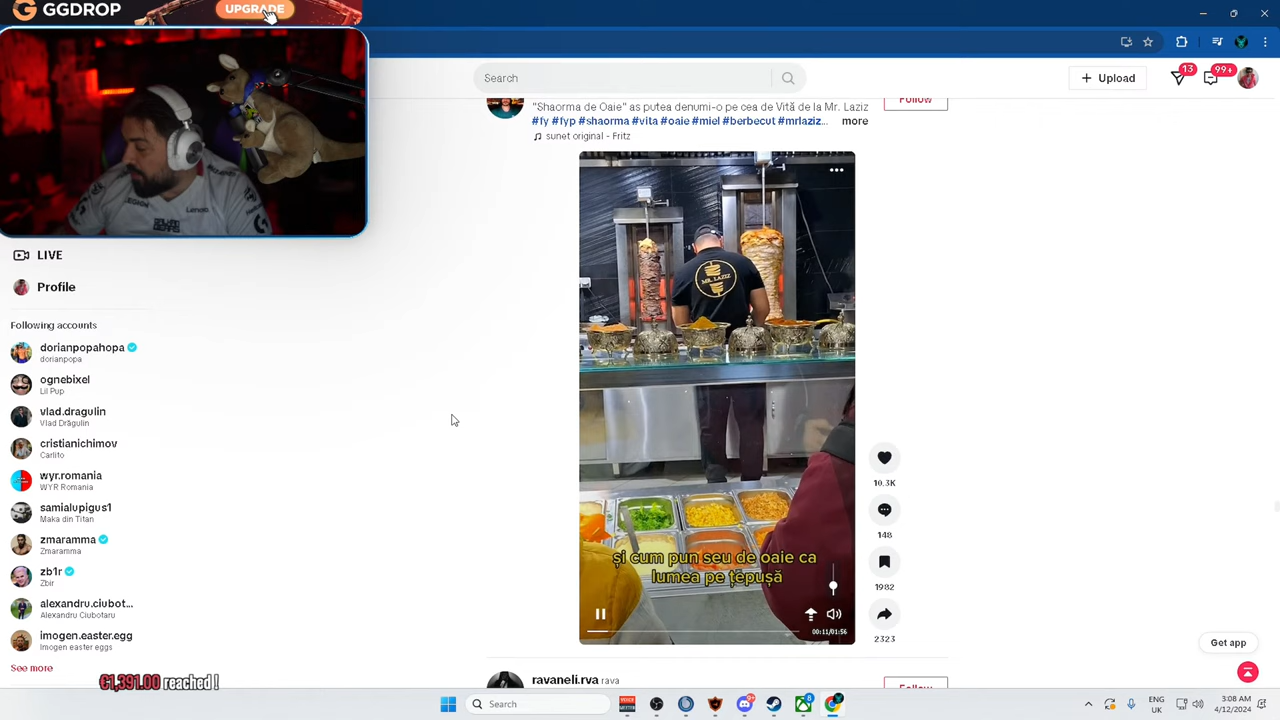 GGDROP
UPGRADE
Search
Upload
13
99+
"Shaorma de Oaie" as putea denumi-o pe cea de Vită de la Mr. Laziz
Follow
#fy #fyp #shaorma #vita #oaie #miel #berbecut #mrlaziz...
more
sunet original - Fritz
Lenovo
LIVE
Profile
MR. LAZIZ
Following accounts
dorianpopahopa
dorianpopa
ognebixel
Lil Pup
vlad.dragulin
Vlad Drăgulin
cristianichimov
Carlito
wyr.romania
WYR Romania
samialupigus1
Maka din Titan
zmaramma
Zmaramma
zb1r
Zbir
alexandru.ciubot...
Alexandru Ciubotaru
imogen.easter.egg
Imogen easter eggs
See more
€1,391.00 reached !
10.3K
148
1982
2323
și cum pun seu de oaie ca
lumea pe țepușă
00:11/01:56
Get app
ravaneli.rva rava
Follow
Search
ENG
UK
3:08 AM
4/12/2024